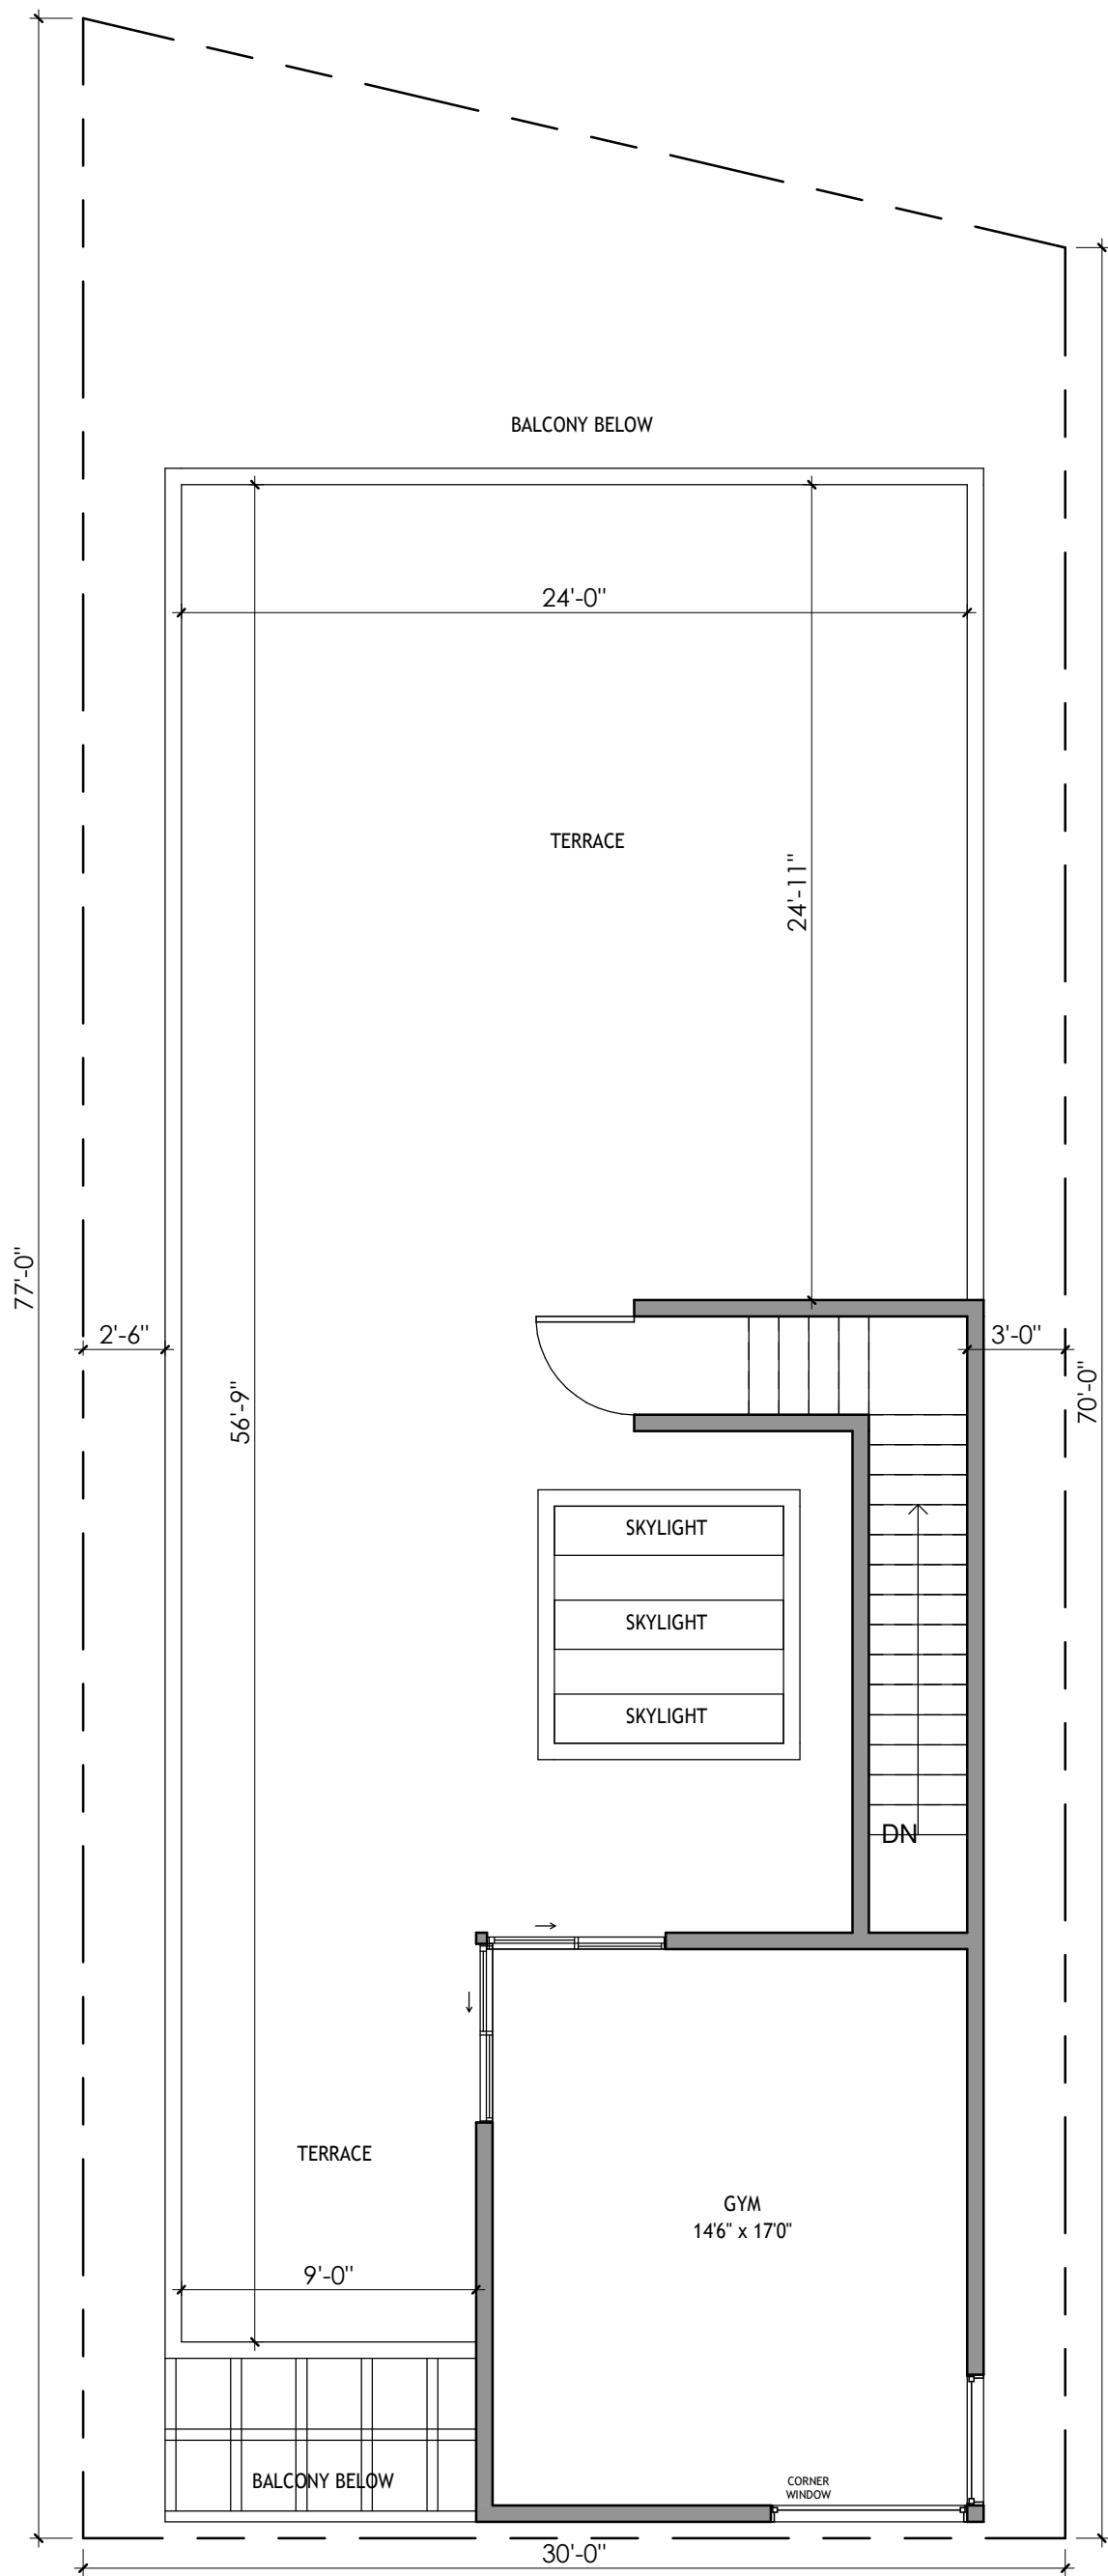 BALCONY BELOW
24'-0"
TERRACE
24'-11"
77'-0"
2'-6"
3'-0"
70'-0"
56'-9"
SKYLIGHT
SKYLIGHT
SKYLIGHT
DN
TERRACE
GYM
14'6" x 17'0"
9'-0"
BALCONY BELOW
CORNER
WINDOW
30'-0"